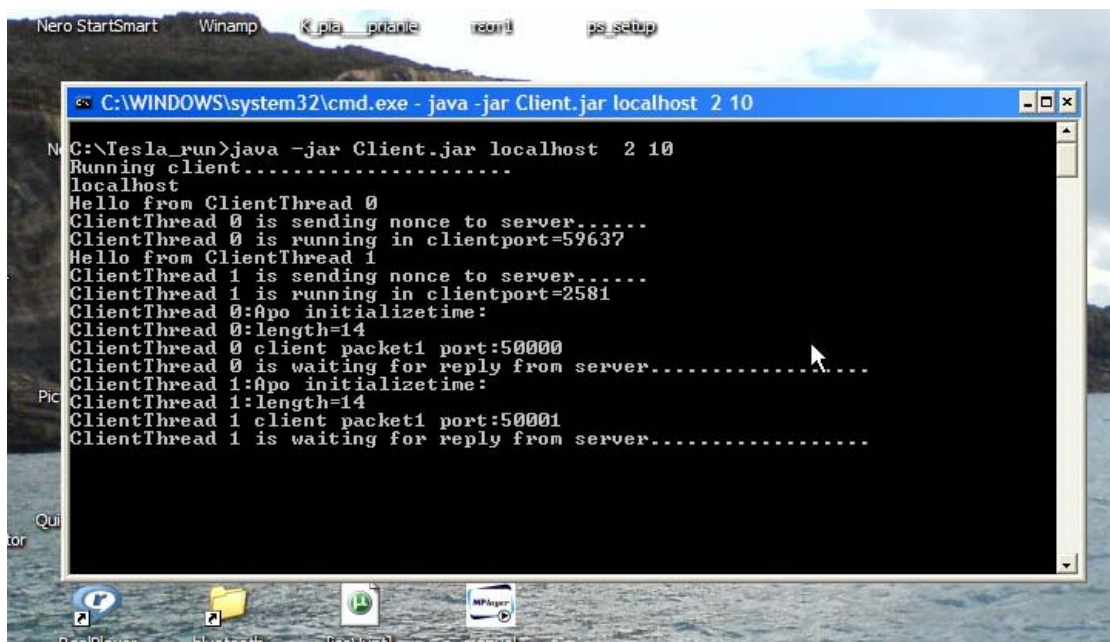 Nero StartSmart Winamp ps_setup
C:\WINDOWS\system32\cmd.exe - java -jar Client.jar localhost 2 10
C:\Tesla_run>java -jar Client.jar localhost  2 10
Running client.......................
localhost
Hello from ClientThread 0
ClientThread 0 is sending nonce to server......
ClientThread 0 is running in clientport=59637
Hello from ClientThread 1
ClientThread 1 is sending nonce to server......
ClientThread 1 is running in clientport=2581
ClientThread 0:Apo initializetime:
ClientThread 0:length=14
ClientThread 0 client packet1 port:50000
ClientThread 0 is waiting for reply from server...................
ClientThread 1:Apo initializetime:
ClientThread 1:length=14
ClientThread 1 client packet1 port:50001
ClientThread 1 is waiting for reply from server...................
Pic
Qui
tor
MPlayer